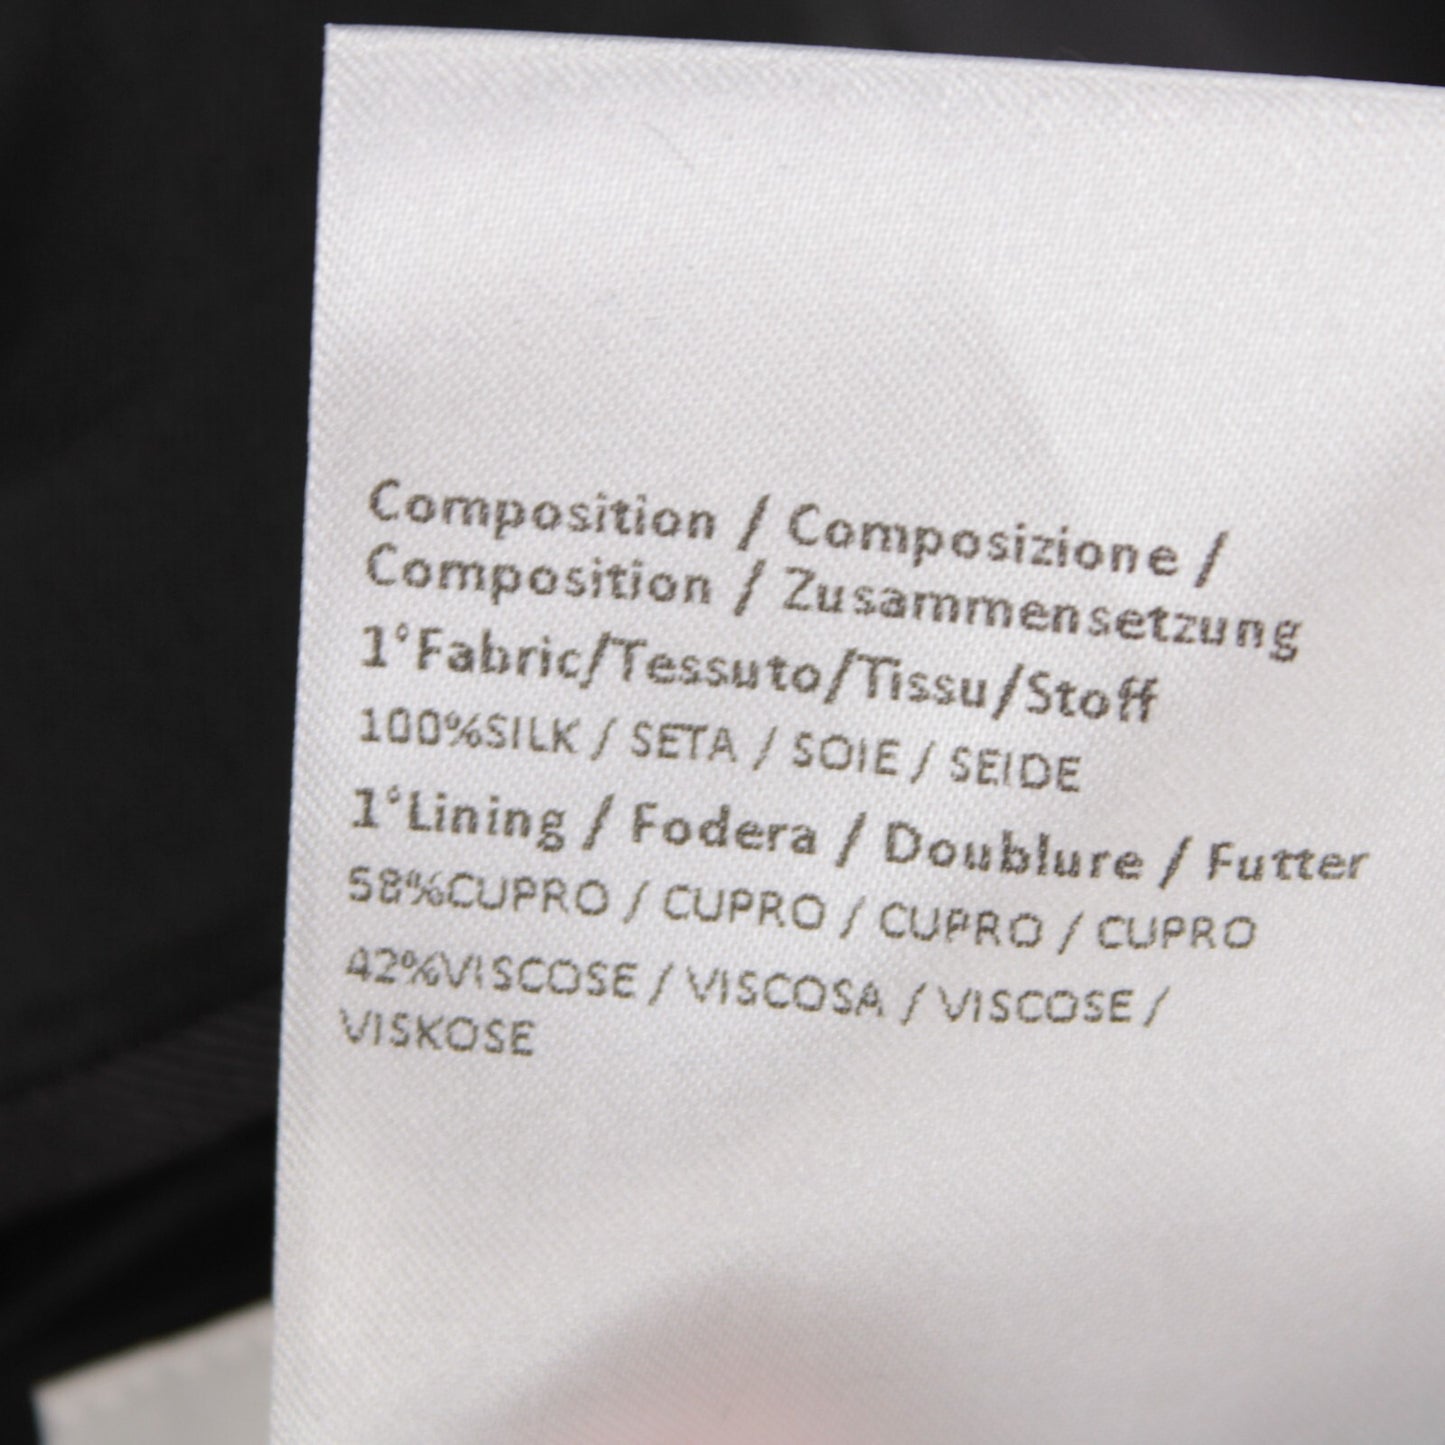 Composition / Composizione /
Composition / Zusammensetzung
1°Fabric/Tessuto/Tissu/Stoff
100%SILK / SETA / SOIE / SEIDE
1°Lining / Fodera / Doublure / Futter
58%CUPRO / CUPRO / CUPRO / CUPRO
42%VISCOSE / VISCOSA / VISCOSE /
VISKOSE